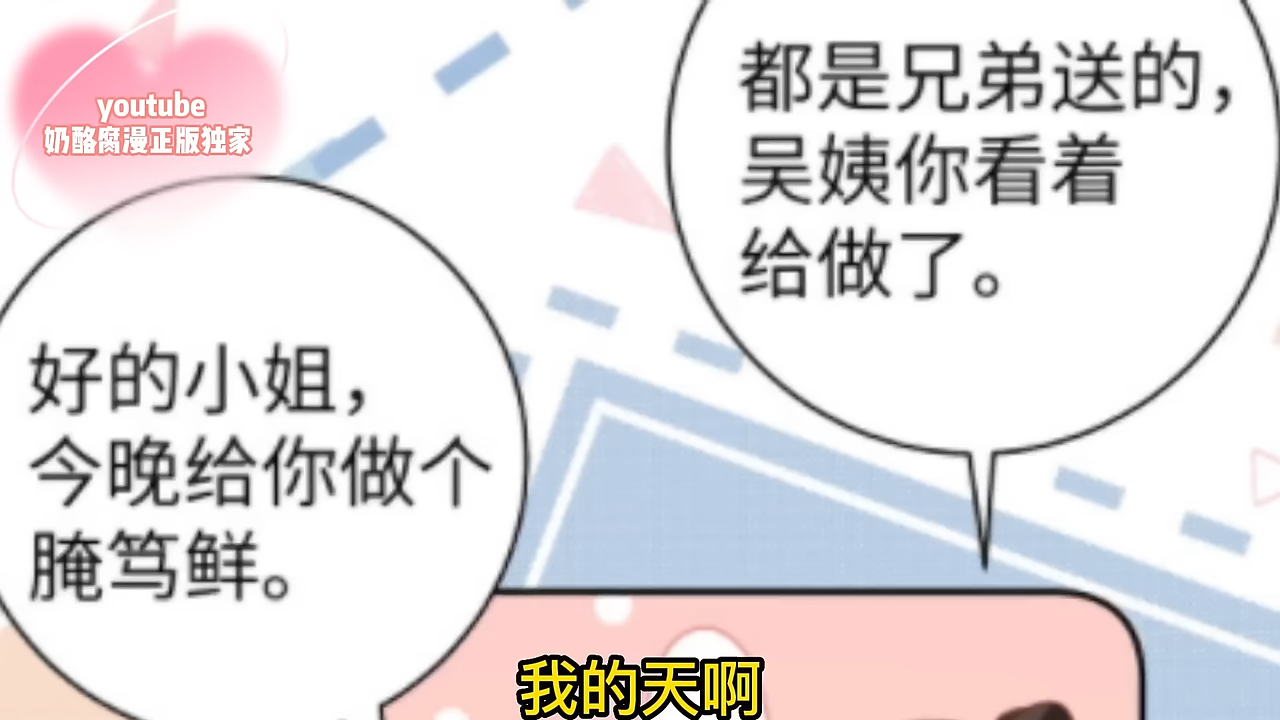 youtube
奶酪腐漫正版独家
都是兄弟送的，
吴姨你看着
给做了。
好的小姐，
今晚给你做个
腌笃鲜。
我的天啊